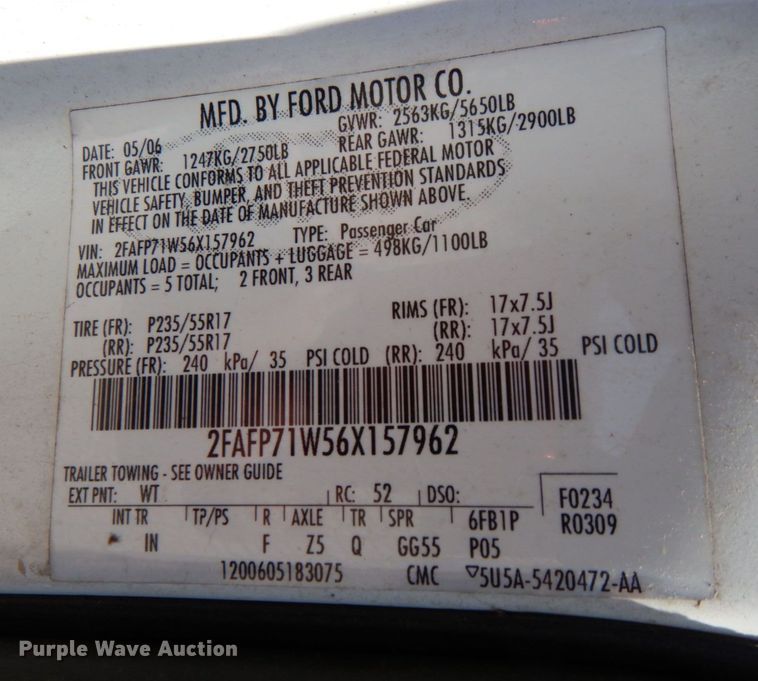 MFD. BY FORD MOTOR CO.
DATE: 05/06 GVWR: 2563KG/5650LB
FRONT GAWR: 1247KG/2750LB REAR GAWR: 1315KG/2900LB
THIS VEHICLE CONFORMS TO ALL APPLICABLE FEDERAL MOTOR
VEHICLE SAFETY, BUMPER, AND THEFT PREVENTION STANDARDS
IN EFFECT ON THE DATE OF MANUFACTURE SHOWN ABOVE.
VIN: 2FAFP71W56X157962 TYPE: Passenger Car
MAXIMUM LOAD = OCCUPANTS + LUGGAGE = 498KG/1100LB
OCCUPANTS = 5 TOTAL; 2 FRONT, 3 REAR
TIRE (FR): P235/55R17 RIMS (FR): 17x7.5J
(RR): P235/55R17 (RR): 17x7.5J
PRESSURE (FR): 240 kPa/ 35 PSI COLD (RR): 240 kPa/ 35 PSI COLD
2FAFP71W56X157962
TRAILER TOWING - SEE OWNER GUIDE
EXT PNT: WT RC: 52 DSO: F0234
INT TR TP/PS R AXLE TR SPR 6FB1P R0309
IN F Z5 Q GG55 P05
1200605183075 CMC ▽5U5A-5420472-AA
Purple Wave Auction